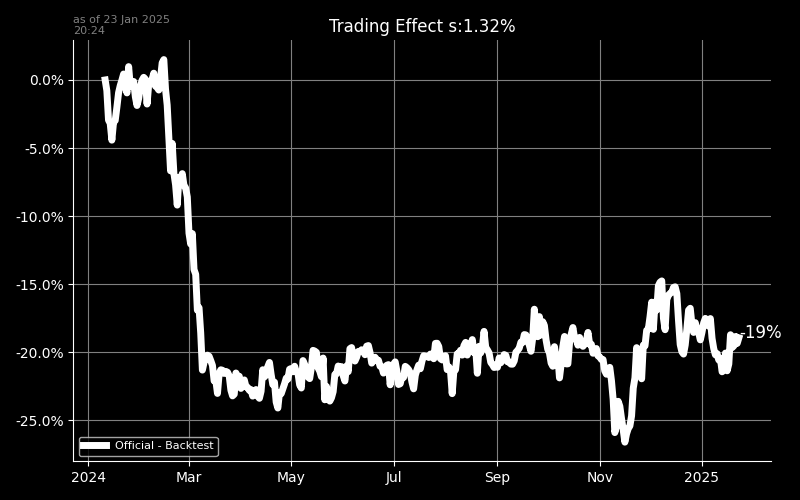 as of 23 Jan 2025
20:24
Trading Effect s:1.32%
0.0%
-5.0%
-10.0%
-15.0%
-20.0%
-25.0%
-19%
Official - Backtest
2024
Mar
May
Jul
Sep
Nov
2025